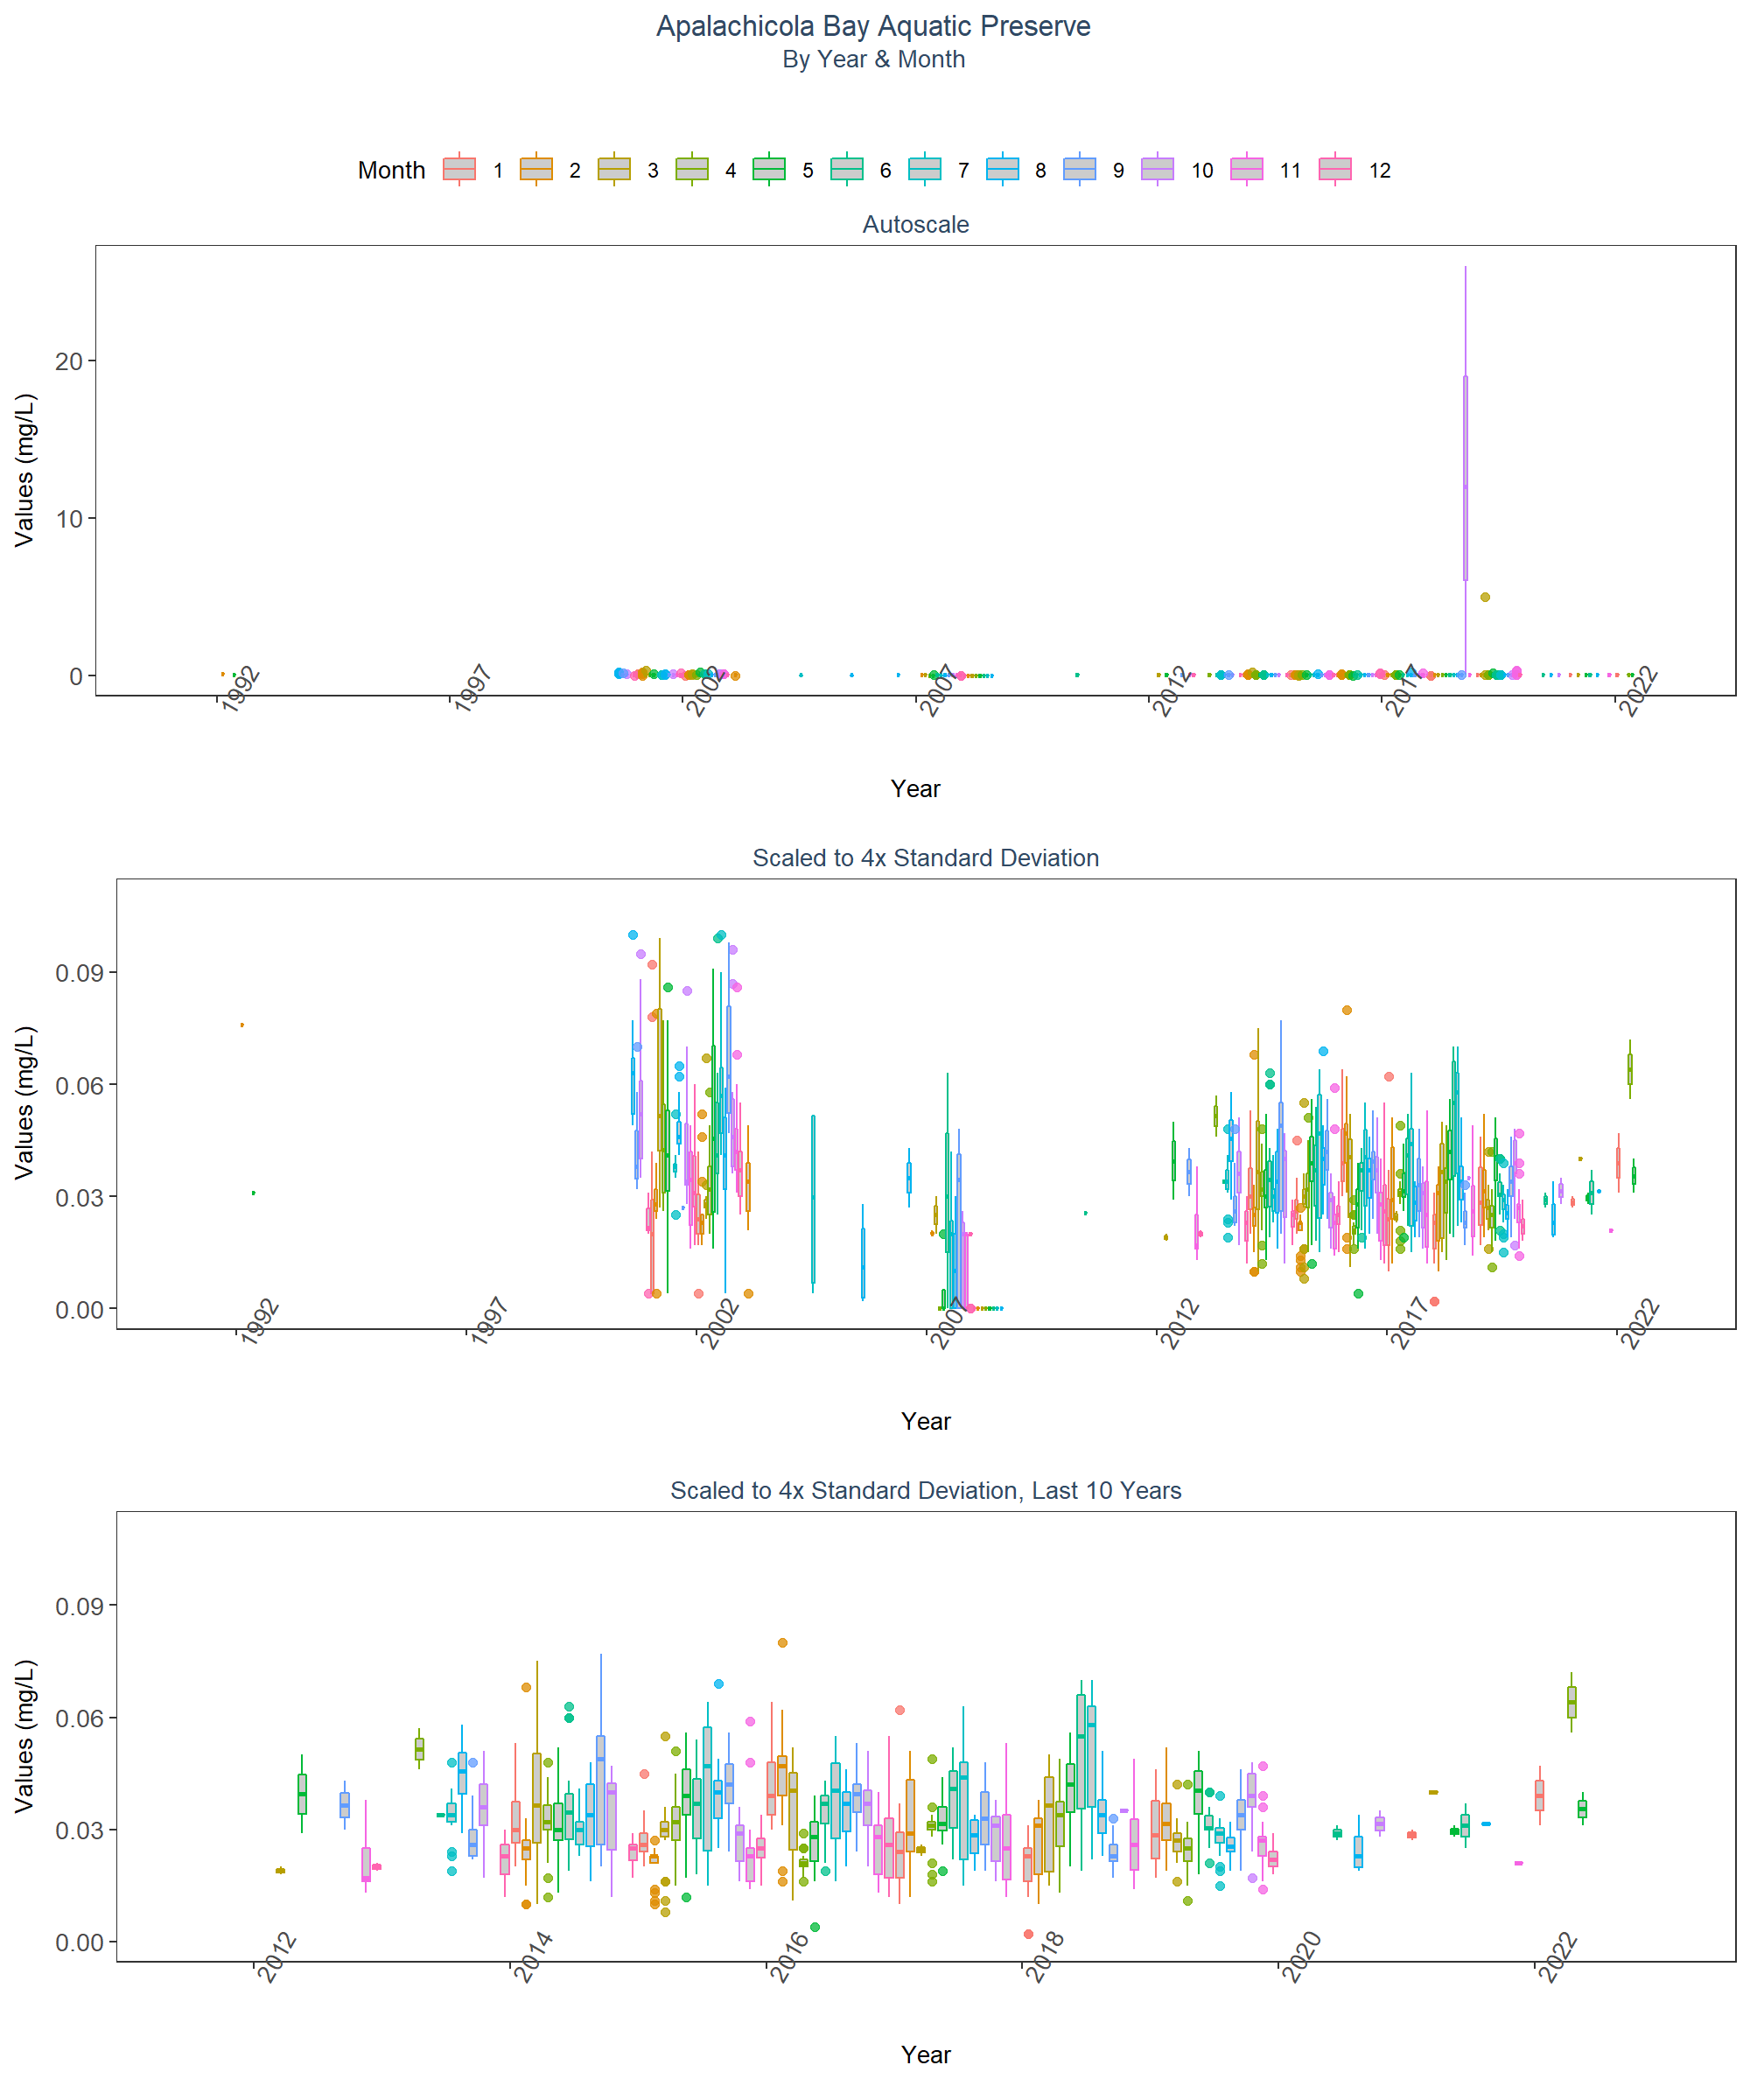 Apalachicola Bay Aquatic Preserve
By Year & Month
Month 1 2 3 4 5 6 7 8 9 10 11 12
Autoscale
Values (mg/L)
20
10
0
1992 1997 2002 2007 2012 2017 2022
Year
Scaled to 4x Standard Deviation
Values (mg/L)
0.09
0.06
0.03
0.00
1992 1997 2002 2007 2012 2017 2022
Year
Scaled to 4x Standard Deviation, Last 10 Years
Values (mg/L)
0.09
0.06
0.03
0.00
2012 2014 2016 2018 2020 2022
Year